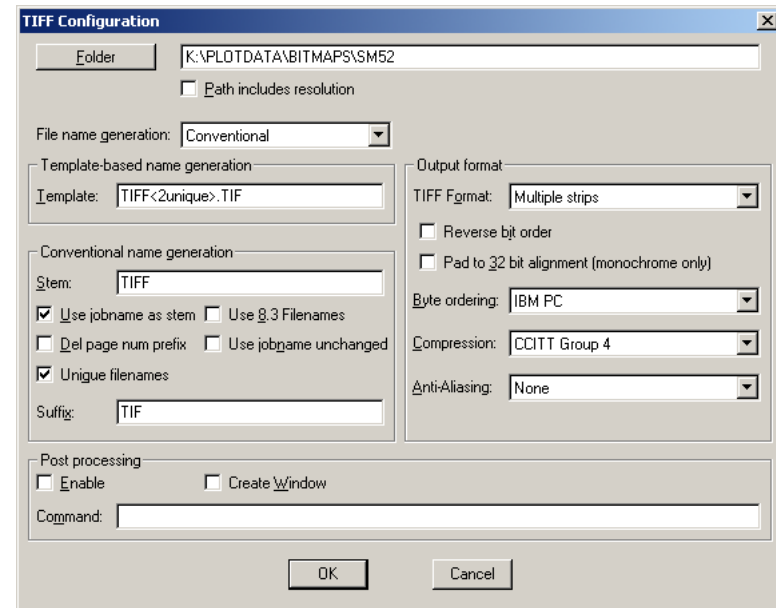 TIFF Configuration
Folder
K:\PLOTDATA\BITMAPS\SM52
Path includes resolution
File name generation: Conventional
Template-based name generation
Template: TIFF<2unique>.TIF
Conventional name generation
Stem: TIFF
Use jobname as stem
Use 8.3 Filenames
Del page num prefix
Use jobname unchanged
Unique filenames
Suffix: TIF
Output format
TIFF Format: Multiple strips
Reverse bit order
Pad to 32 bit alignment (monochrome only)
Byte ordering: IBM PC
Compression: CCITT Group 4
Anti-Aliasing: None
Post processing
Enable
Create Window
Command:
OK
Cancel